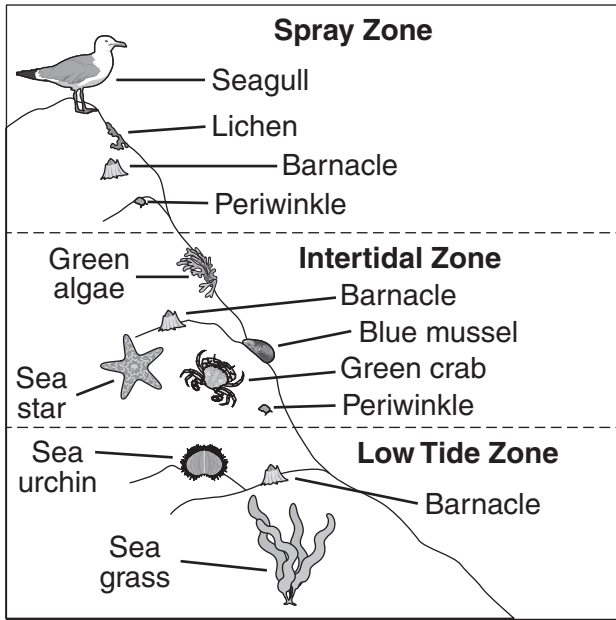 Spray Zone
Seagull
Lichen
Barnacle
Periwinkle
Intertidal Zone
Green
algae
Barnacle
Blue mussel
Green crab
Sea
star
Periwinkle
Low Tide Zone
Sea
urchin
Barnacle
Sea
grass